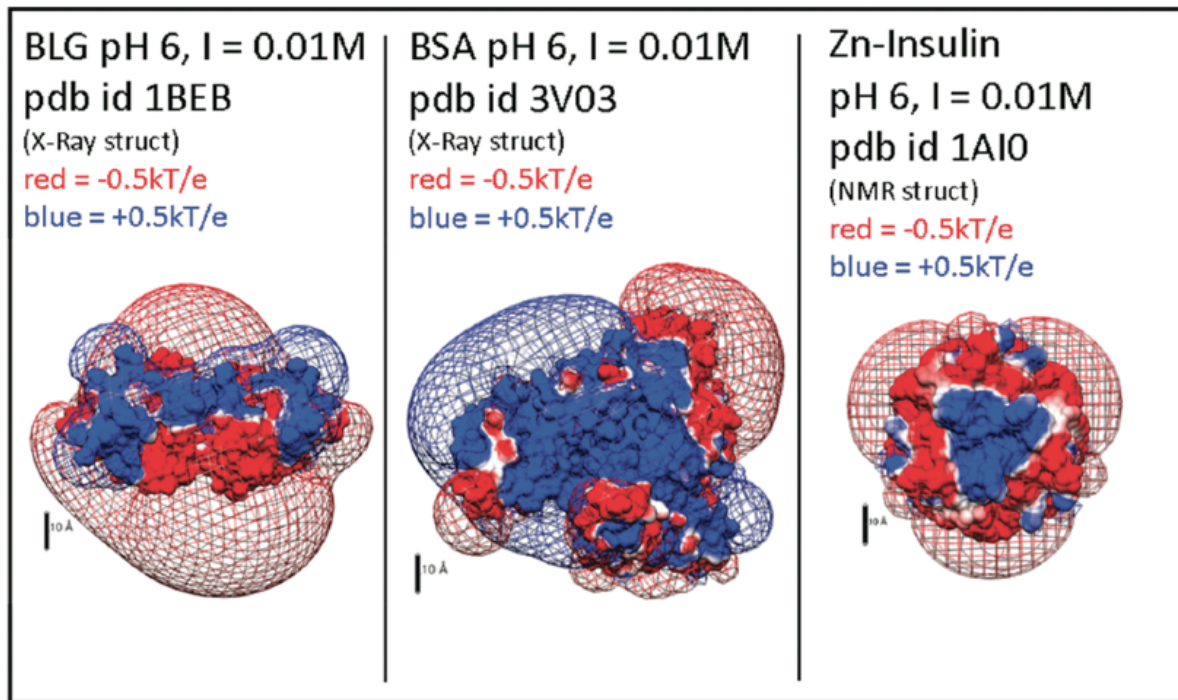 BLG pH 6, I = 0.01M
pdb id 1BEB
(X-Ray struct)
red = -0.5kT/e
blue = +0.5kT/e
10 Å
BSA pH 6, I = 0.01M
pdb id 3V03
(X-Ray struct)
red = -0.5kT/e
blue = +0.5kT/e
10 Å
Zn-Insulin
pH 6, I = 0.01M
pdb id 1AI0
(NMR struct)
red = -0.5kT/e
blue = +0.5kT/e
10 Å